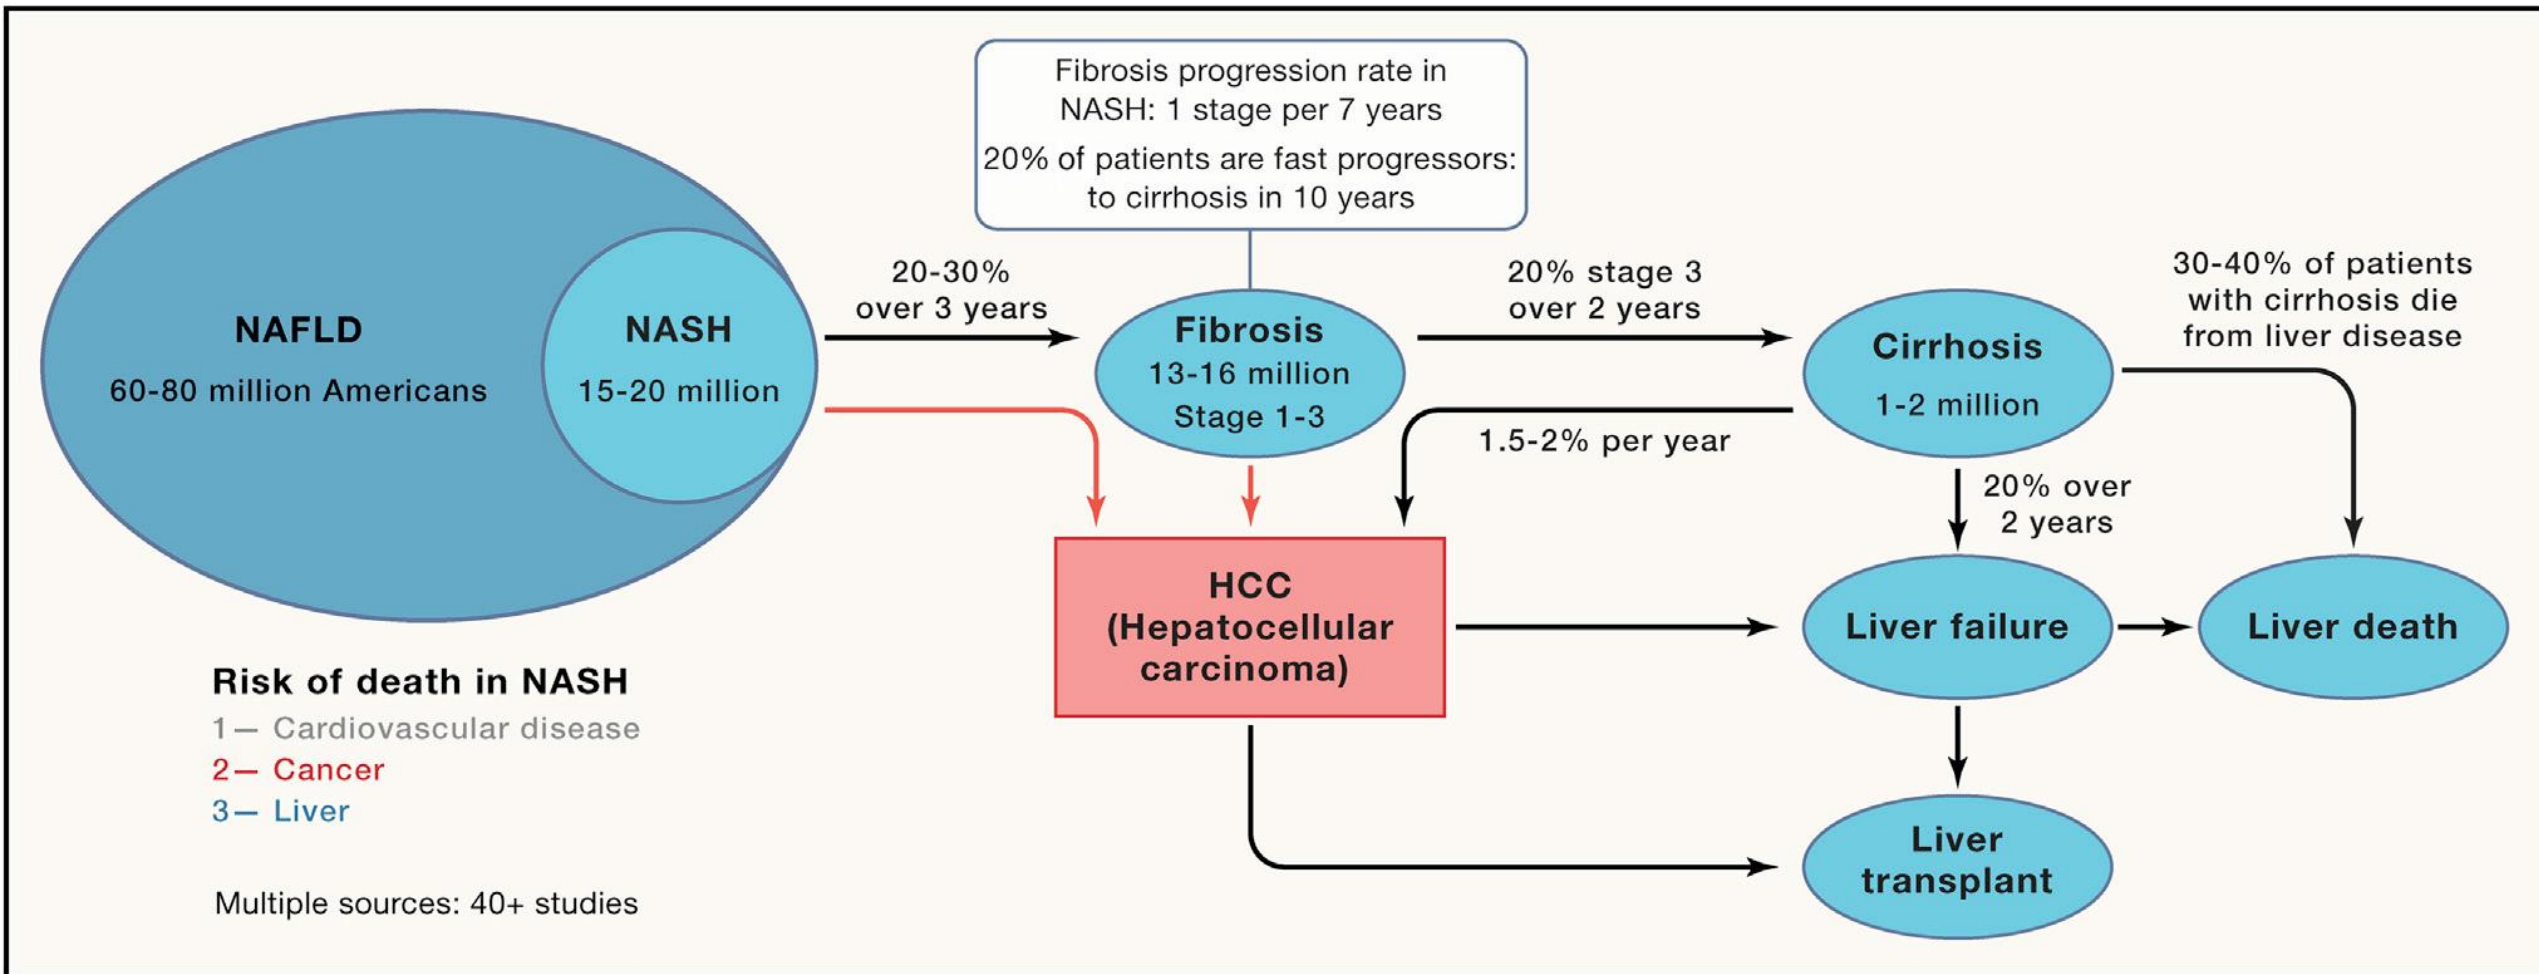 Fibrosis progression rate in
NASH: 1 stage per 7 years
20% of patients are fast progressors:
to cirrhosis in 10 years
NAFLD
60-80 million Americans
NASH
15-20 million
20-30%
over 3 years
Fibrosis
13-16 million
Stage 1-3
20% stage 3
over 2 years
1.5-2% per year
Cirrhosis
1-2 million
30-40% of patients
with cirrhosis die
from liver disease
20% over
2 years
HCC
(Hepatocellular
carcinoma)
Liver failure
Liver death
Liver
transplant
Risk of death in NASH
1— Cardiovascular disease
2— Cancer
3— Liver
Multiple sources: 40+ studies